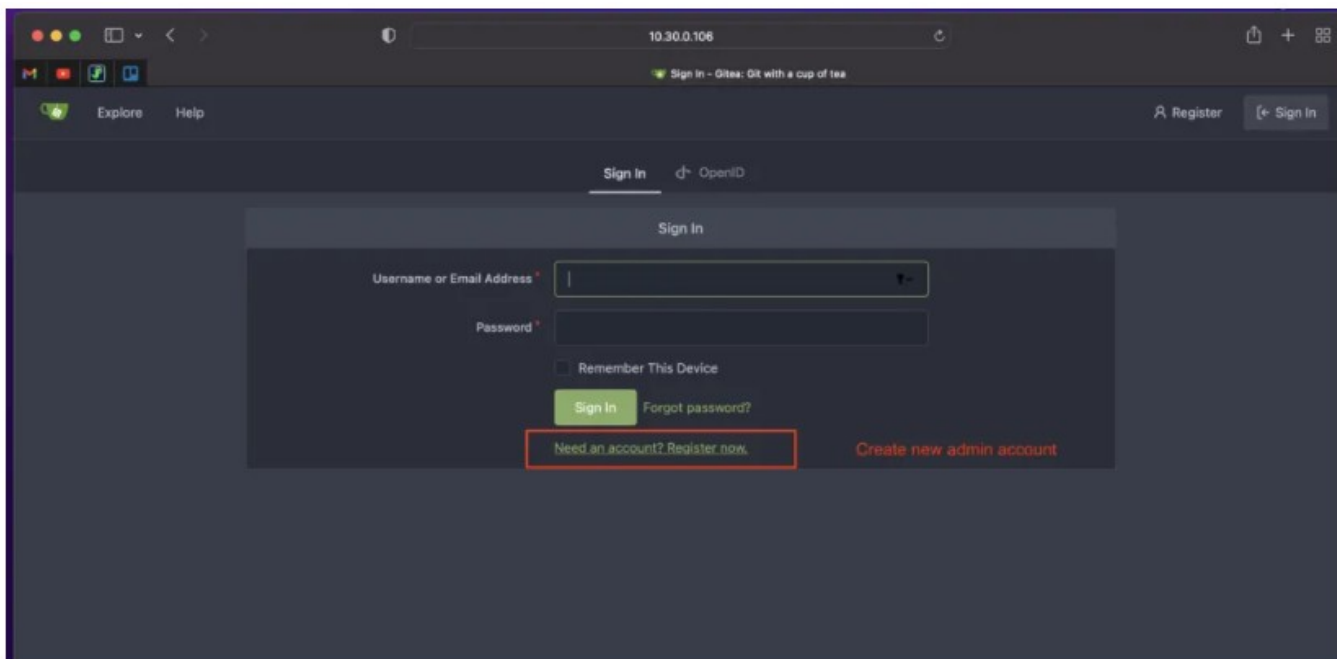 10.30.0.106
Sign In - Gitea: Git with a cup of tea
Explore Help Register Sign In
Sign In OpenID
Sign In
Username or Email Address *
Password *
Remember This Device
Sign In Forgot password?
Need an account? Register now. Create new admin account